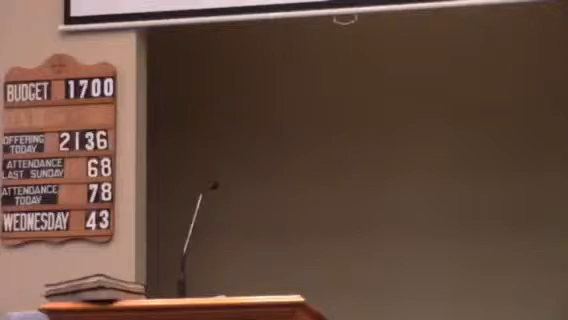 BUDGET 1700
OFFERING TODAY 2136
ATTENDANCE LAST SUNDAY 68
ATTENDANCE TODAY 78
WEDNESDAY 43